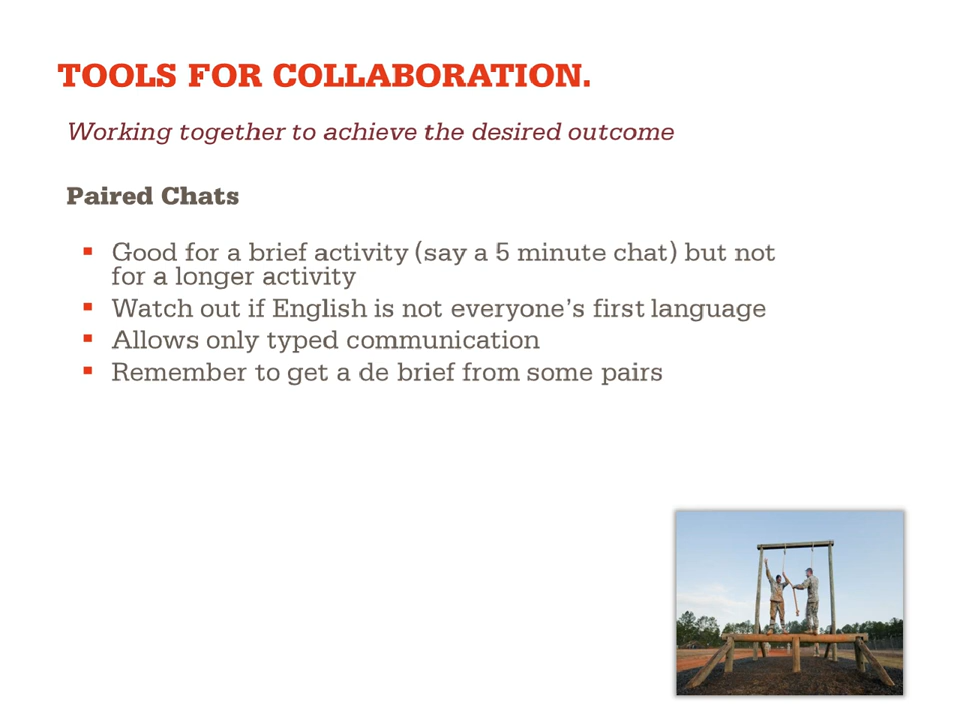 TOOLS FOR COLLABORATION.
Working together to achieve the desired outcome
Paired Chats
Good for a brief activity (say a 5 minute chat) but not
for a longer activity
Watch out if English is not everyone's first language
Allows only typed communication
Remember to get a de brief from some pairs